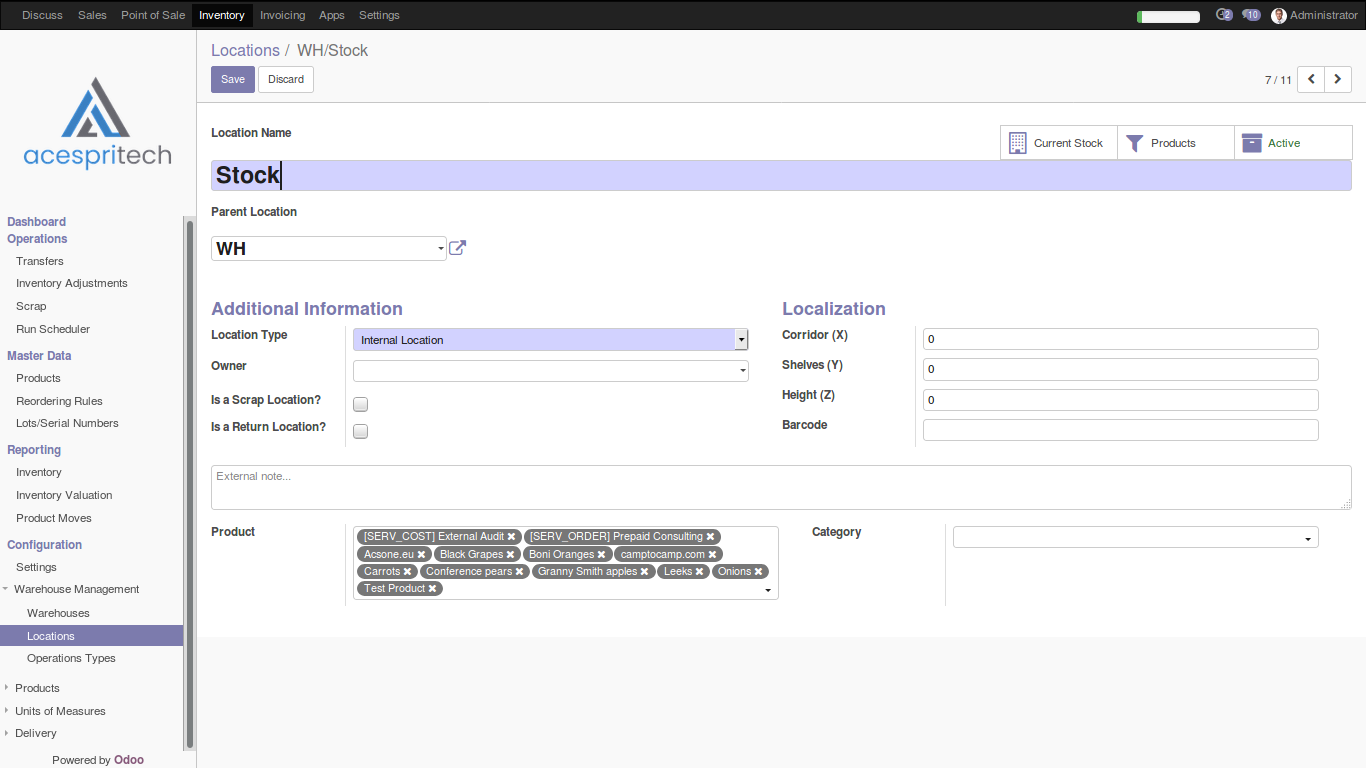 Discuss Sales Point of Sale Inventory Invoicing Apps Settings 2 10 Administrator
acespritech
Dashboard
Operations
Transfers
Inventory Adjustments
Scrap
Run Scheduler
Master Data
Products
Reordering Rules
Lots/Serial Numbers
Reporting
Inventory
Inventory Valuation
Product Moves
Configuration
Settings
Warehouse Management
Warehouses
Locations
Operations Types
Products
Units of Measures
Delivery
Powered by Odoo
Locations / WH/Stock
Save Discard 7 / 11
Location Name
Current Stock Products Active
Stock
Parent Location
WH
Additional Information
Location Type Internal Location
Owner
Is a Scrap Location?
Is a Return Location?
Localization
Corridor (X) 0
Shelves (Y) 0
Height (Z) 0
Barcode
External note...
Product
[SERV_COST] External Audit ✖ [SERV_ORDER] Prepaid Consulting ✖
Acsone.eu ✖ Black Grapes ✖ Boni Oranges ✖ camptocamp.com ✖
Carrots ✖ Conference pears ✖ Granny Smith apples ✖ Leeks ✖ Onions ✖
Test Product ✖
Category